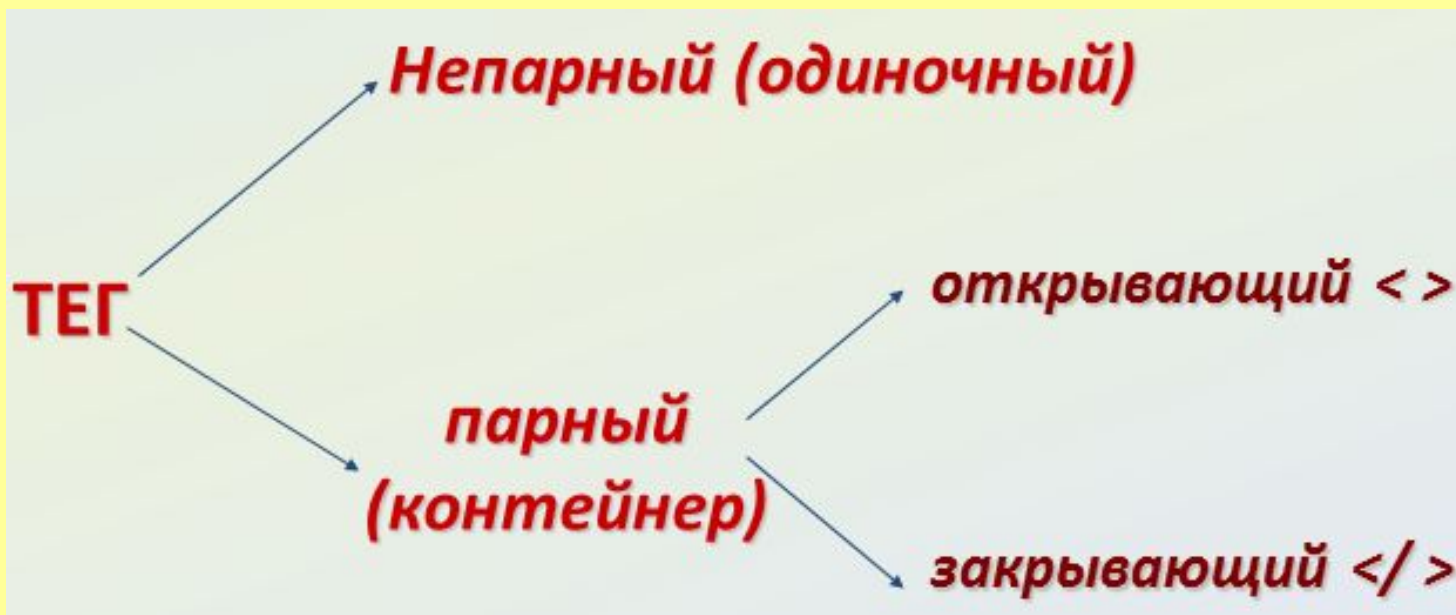 Непарный (одиночный)
ТЕГ
открывающий < >
парный
(контейнер)
закрывающий </ >